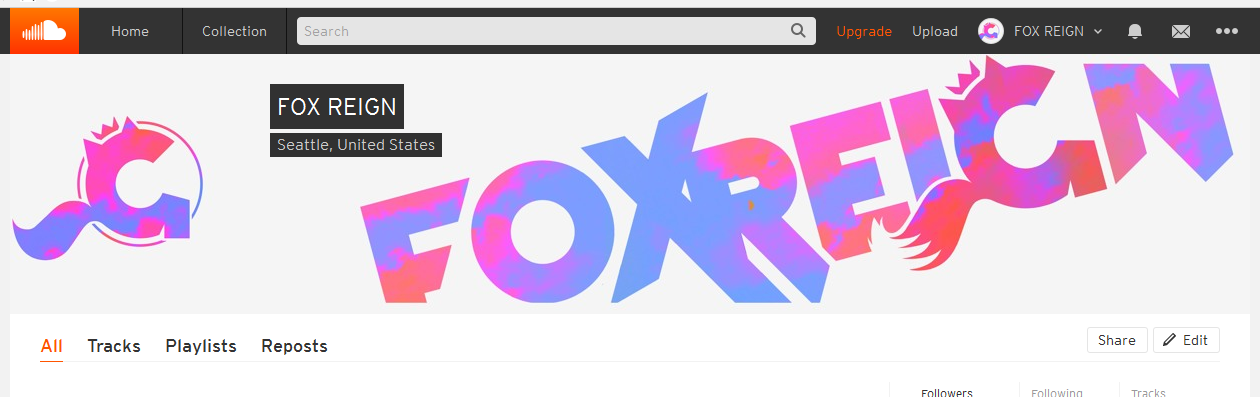 Home Collection Search Upgrade Upload FOX REIGN
FOX REIGN
Seattle, United States
FOXREIGN
All Tracks Playlists Reposts Share Edit
Followers Following Tracks